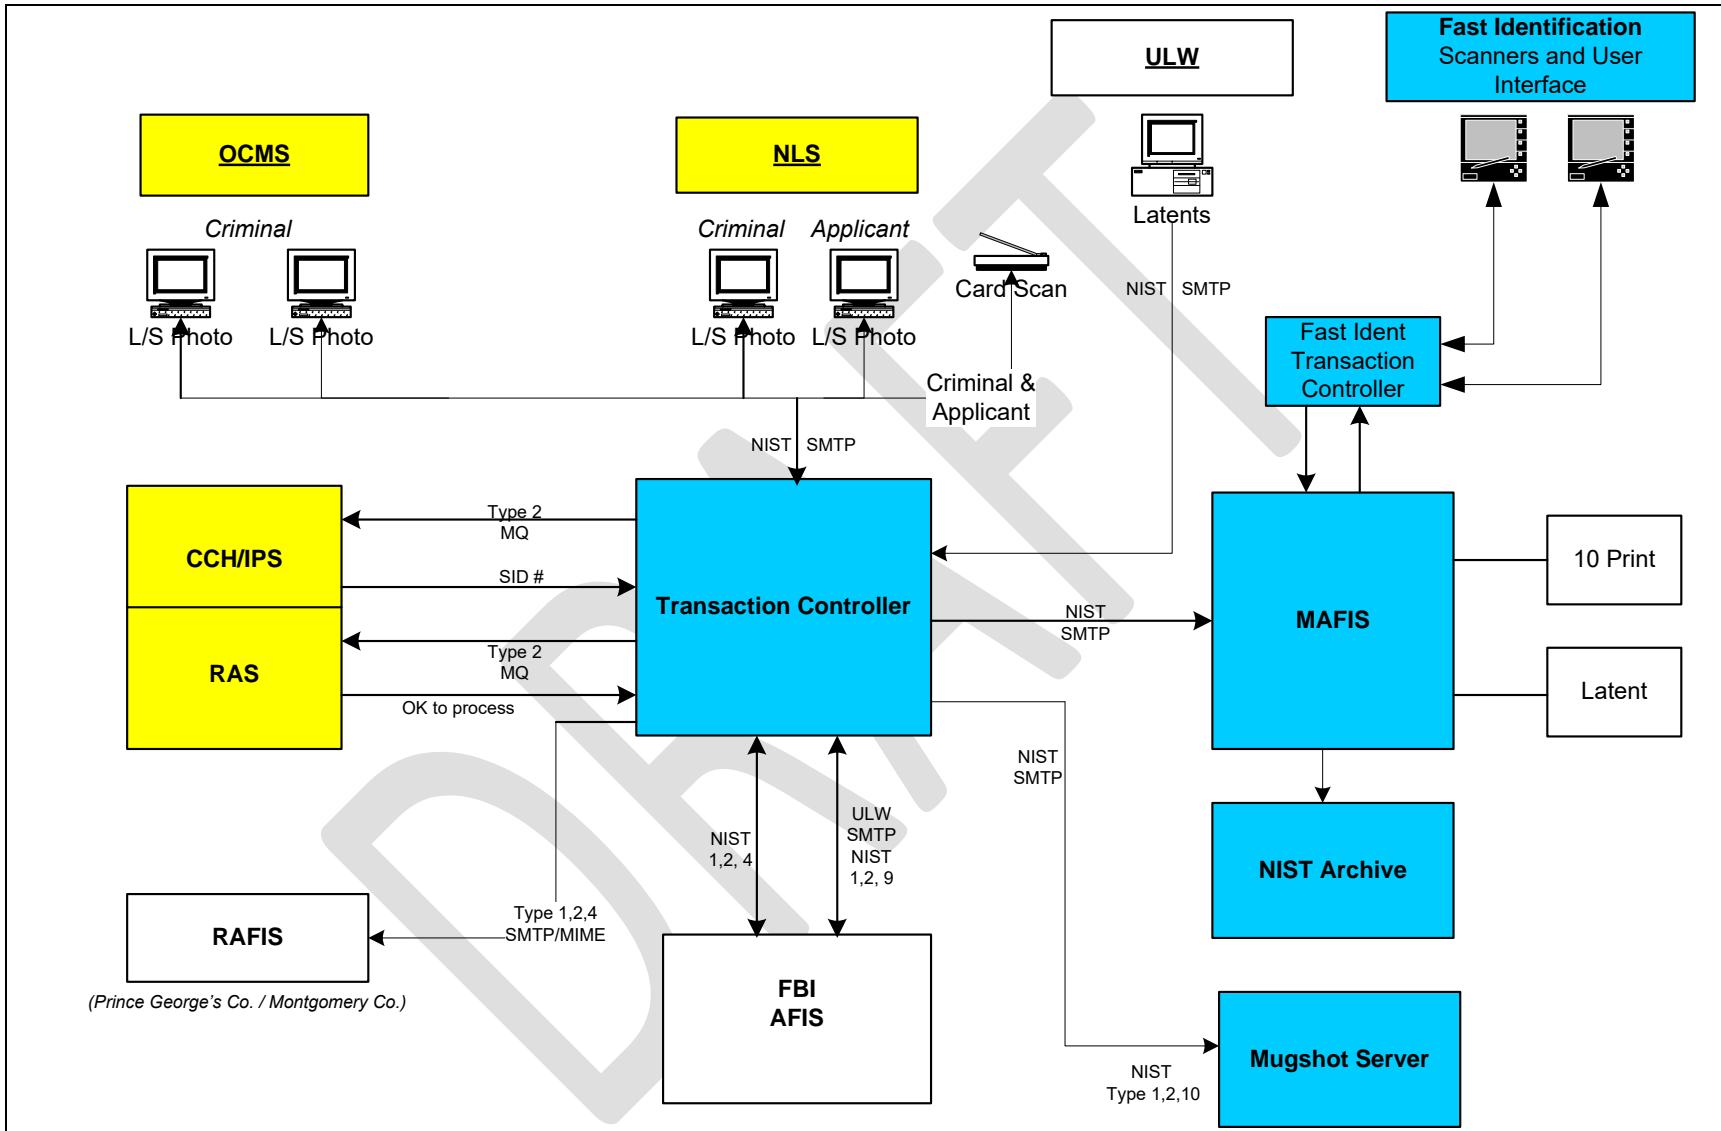 ULW
Fast Identification
Scanners and User
Interface
OCMS
NLS
Latents
Criminal
Criminal
Applicant
L/S Photo
L/S Photo
L/S Photo
L/S Photo
Card Scan
NIST SMTP
Fast Ident
Transaction
Controller
Criminal &
Applicant
NIST SMTP
CCH/IPS
RAS
Type 2
MQ
SID #
Type 2
MQ
OK to process
Transaction Controller
NIST
SMTP
MAFIS
10 Print
Latent
NIST
SMTP
NIST
1,2, 4
ULW
SMTP
NIST
1,2, 9
NIST Archive
Type 1,2,4
SMTP/MIME
RAFIS
(Prince George's Co. / Montgomery Co.)
FBI
AFIS
Mugshot Server
NIST
Type 1,2,10
DRAFT